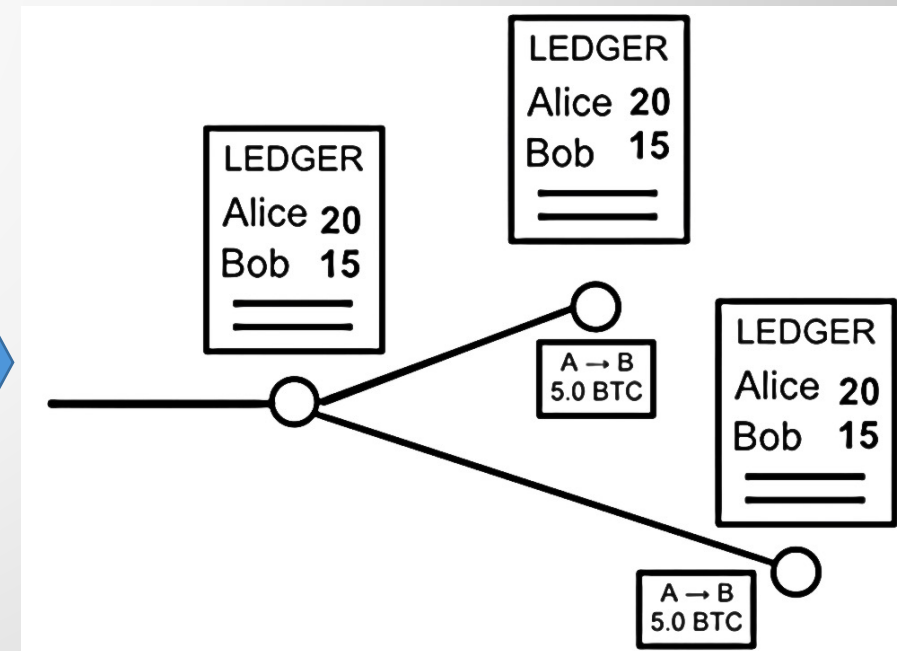 LEDGER
Alice 20
Bob 15
LEDGER
Alice 20
Bob 15
A → B
5.0 BTC
LEDGER
Alice 20
Bob 15
A → B
5.0 BTC